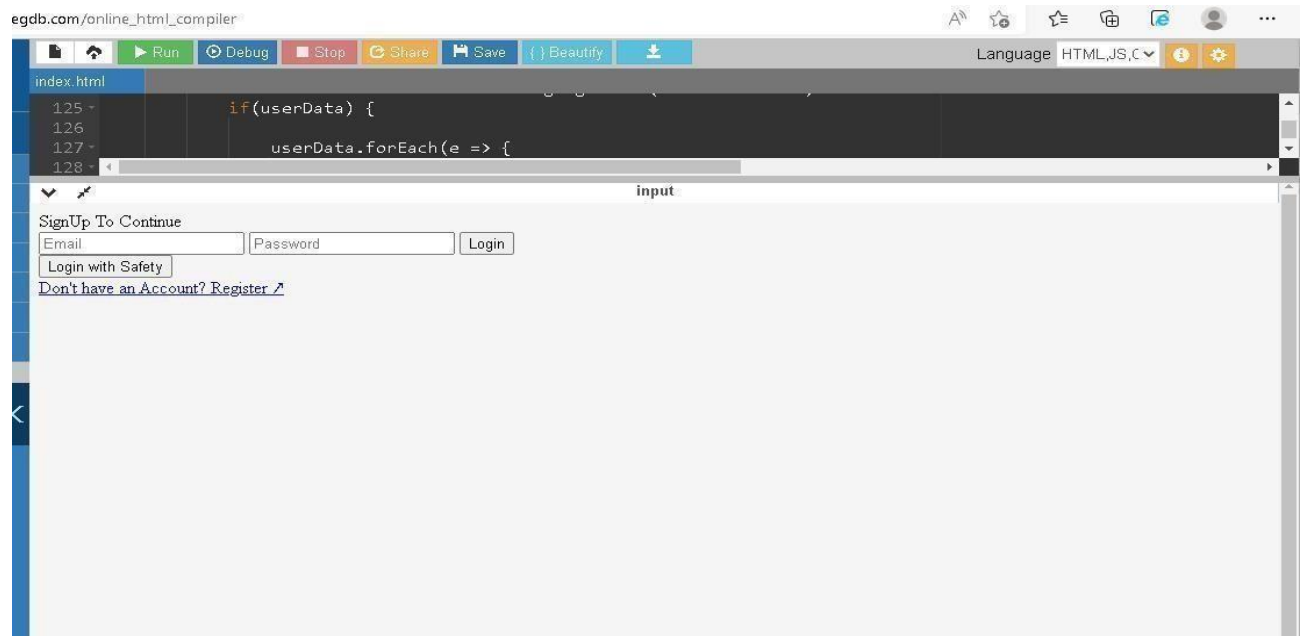 egdb.com/online_html_compiler
Run Debug Stop Share Save { } Beautify Language HTML,JS,C
index.html
125 if(userData) {
126
127 userData.forEach(e => {
128
input
SignUp To Continue
Email Password Login
Login with Safety
Don't have an Account? Register ↗